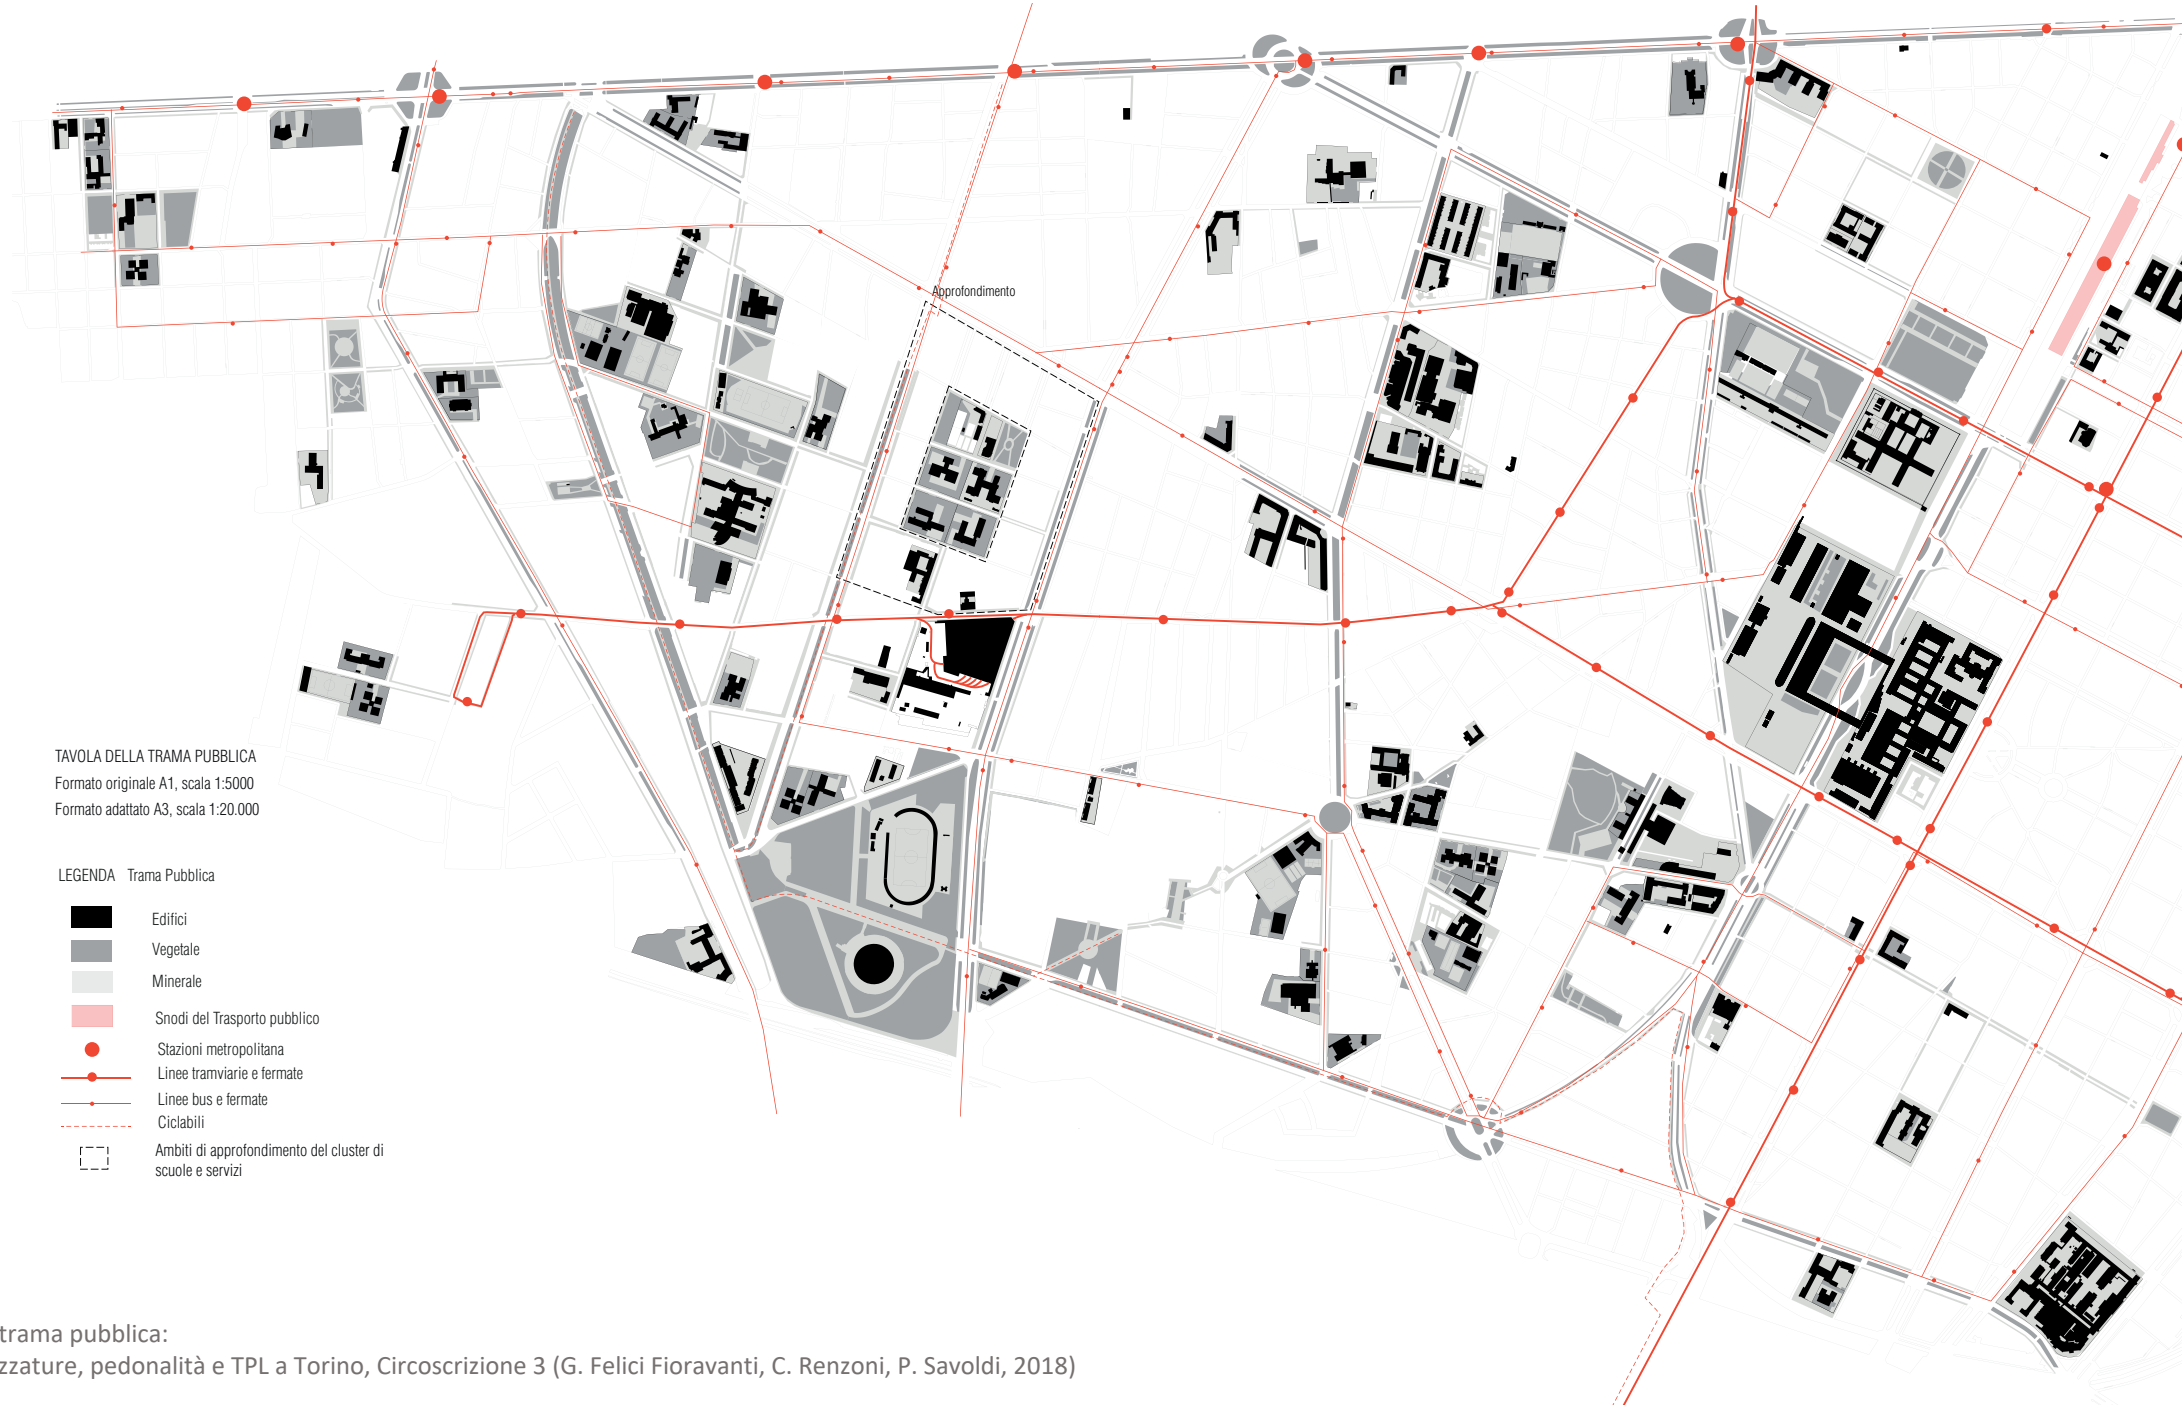 Approfondimento
TAVOLA DELLA TRAMA PUBBLICA
Formato originale A1, scala 1:5000
Formato adattato A3, scala 1:20.000
LEGENDA Trama Pubblica
Edifici
Vegetale
Minerale
Snodi del Trasporto pubblico
Stazioni metropolitana
Linee tramviarie e fermate
Linee bus e fermate
Ciclabili
Ambiti di approfondimento del cluster di
scuole e servizi
trama pubblica:
zzature, pedonalità e TPL a Torino, Circoscrizione 3 (G. Felici Fioravanti, C. Renzoni, P. Savoldi, 2018)